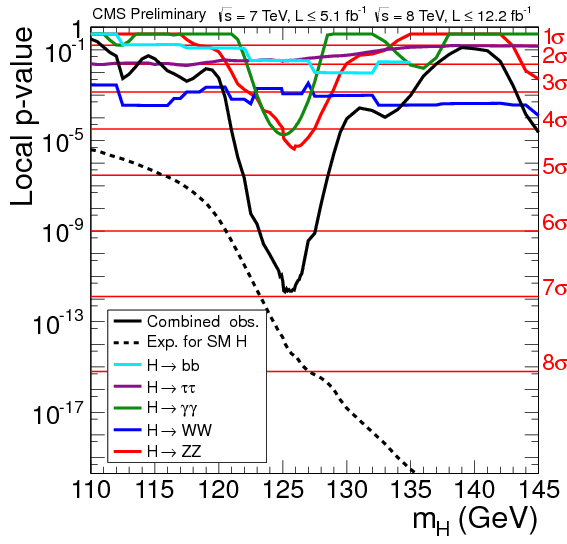 CMS Preliminary √s = 7 TeV, L ≤ 5.1 fb⁻¹ √s = 8 TeV, L ≤ 12.2 fb⁻¹
Local p-value
1
10⁻¹
10⁻⁵
10⁻⁹
10⁻¹³
10⁻¹⁷
1σ
2σ
3σ
4σ
5σ
6σ
7σ
8σ
Combined obs.
Exp. for SM H
H → bb
H → ττ
H → γγ
H → WW
H → ZZ
110 115 120 125 130 135 140 145
m_H (GeV)